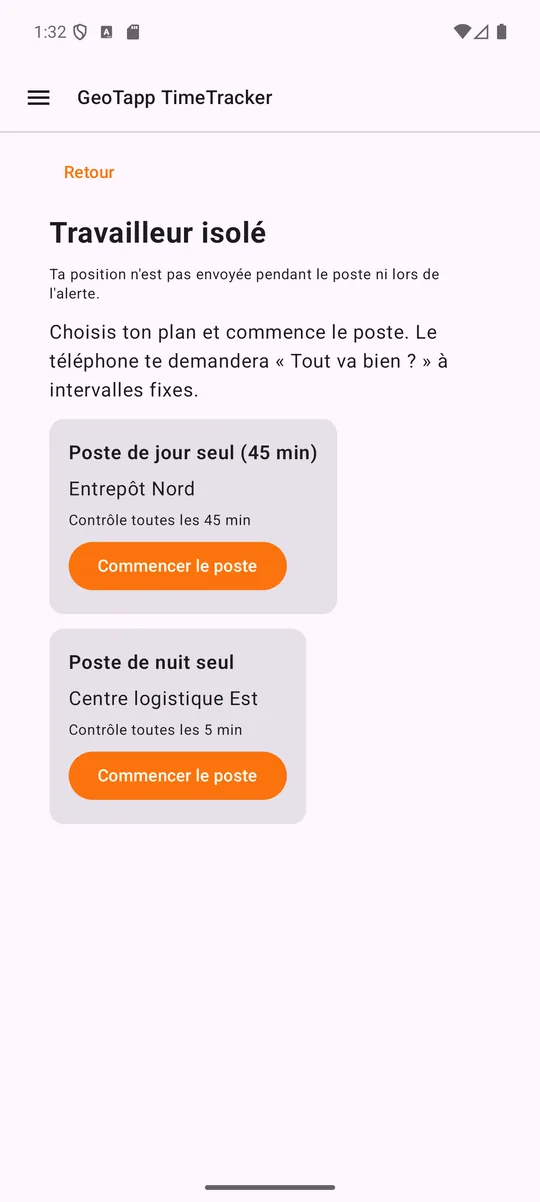 1:32
GeoTapp TimeTracker
Retour
Travailleur isolé
Ta position n'est pas envoyée pendant le poste ni lors de
l'alerte.
Choisis ton plan et commence le poste. Le
téléphone te demandera « Tout va bien ? » à
intervalles fixes.
Poste de jour seul (45 min)
Entrepôt Nord
Contrôle toutes les 45 min
Commencer le poste
Poste de nuit seul
Centre logistique Est
Contrôle toutes les 5 min
Commencer le poste